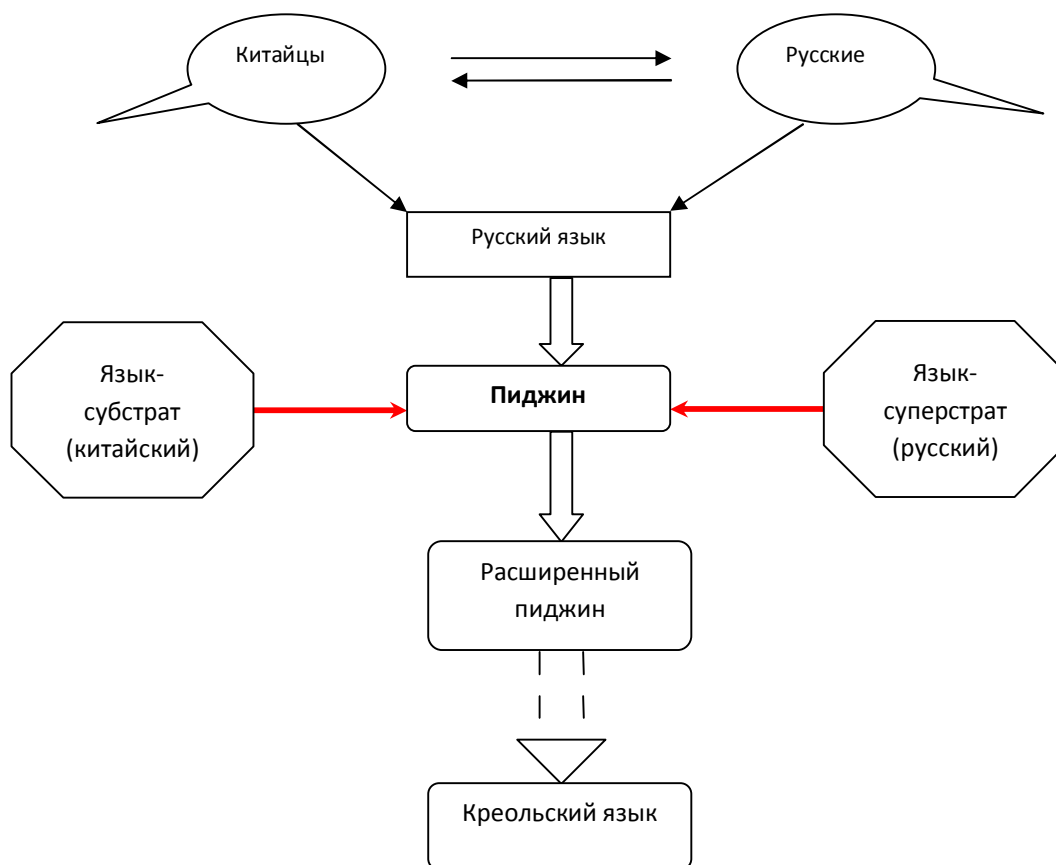 Китайцы
Русские
Русский язык
Язык-
субстрат
(китайский)
Пиджин
Язык-
суперстрат
(русский)
Расширенный
пиджин
Креольский язык